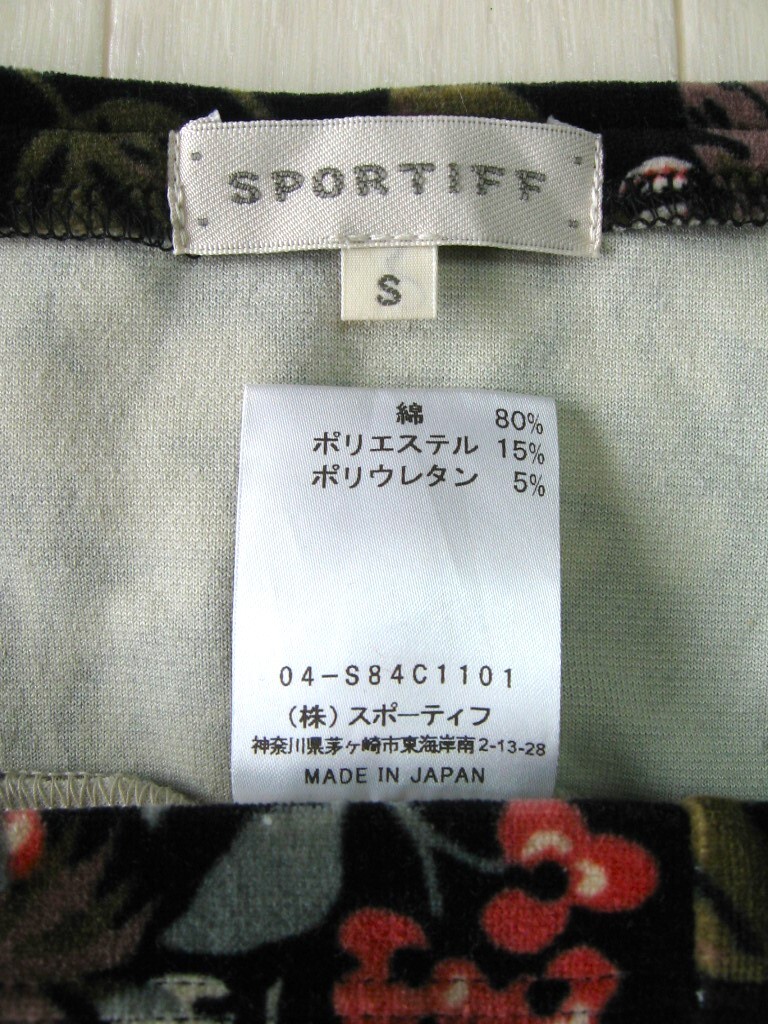 SPORTIFF
S
綿 80%
ポリエステル 15%
ポリウレタン 5%
04-S84C1101
(株)スポーティフ
神奈川県茅ヶ崎市東海岸南2-13-28
MADE IN JAPAN